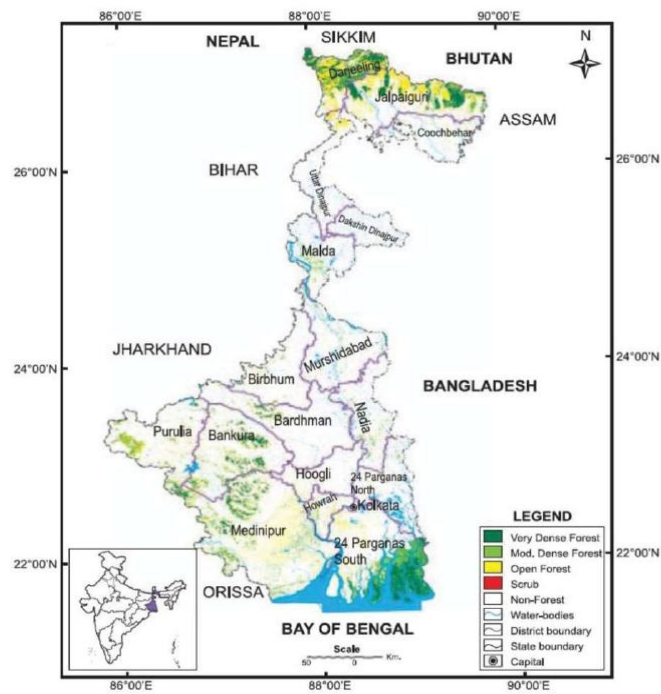 86°00'E
88°00'E
90°00'E
NEPAL
SIKKIM
BHUTAN
N
Darjeeling
Jalpaiguri
ASSAM
Coochbehar
26°00'N
26°00'N
BIHAR
Uttar Dinajpur
Dakshin Dinajpur
Malda
24°00'N
24°00'N
JHARKHAND
Murshidabad
Birbhum
BANGLADESH
Bardhman
Nadia
Purulia
Bankura
Hoogli
24 Parganas
North
Howrah
Kolkata
Medinipur
24 Parganas
South
22°00'N
22°00'N
ORISSA
BAY OF BENGAL
Scale
50 0 Km.
LEGEND
Very Dense Forest
Mod. Dense Forest
Open Forest
Scrub
Non-Forest
Water-bodies
District boundary
State boundary
Capital
86°00'E
88°00'E
90°00'E